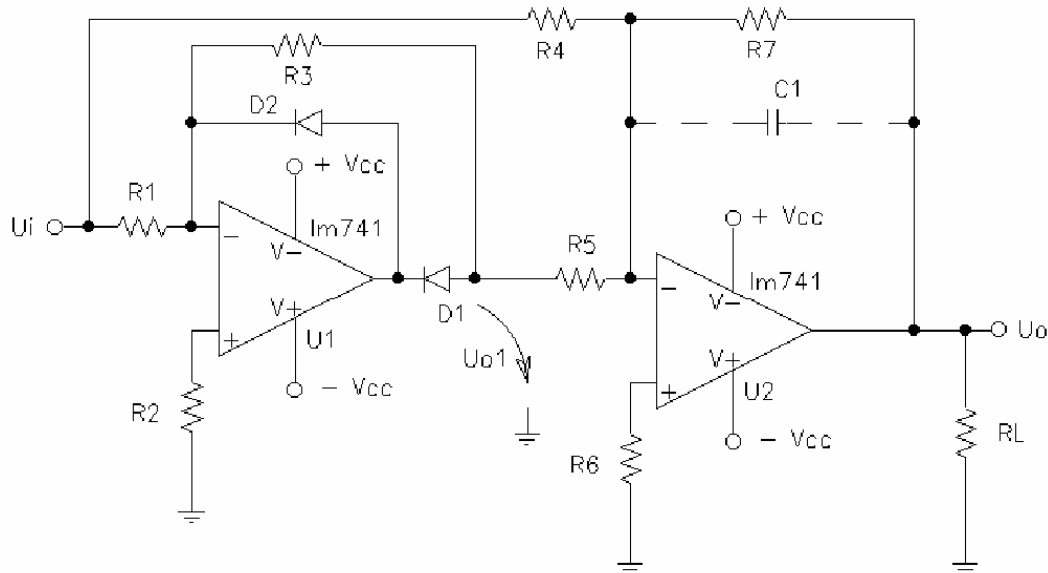 R4
R7
R3
C1
D2
+ Vcc
R1
Ui
lm741
+ Vcc
−
V−
R5
−
lm741
V−
D1
V+
U1
+
Uo1
Uo
V+
U2
+
− Vcc
R2
− Vcc
R6
RL